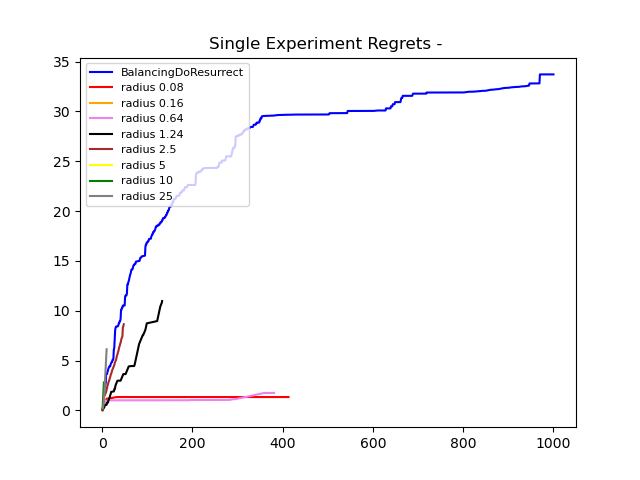 Single Experiment Regrets -
35
30
25
20
15
10
5
0
BalancingDoResurrect
radius 0.08
radius 0.16
radius 0.64
radius 1.24
radius 2.5
radius 5
radius 10
radius 25
0 200 400 600 800 1000